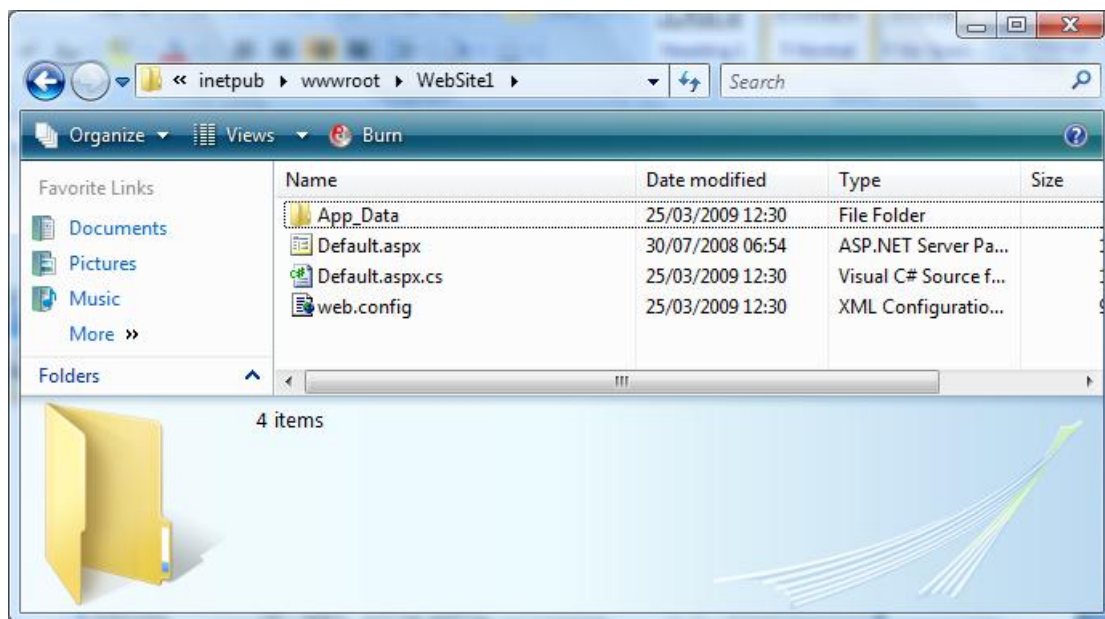 « inetpub ▸ wwwroot ▸ WebSite1 ▸ Search
Organize Views Burn
Favorite Links
Documents
Pictures
Music
More »
Folders
Name Date modified Type Size
App_Data 25/03/2009 12:30 File Folder
Default.aspx 30/07/2008 06:54 ASP.NET Server Pa...
Default.aspx.cs 25/03/2009 12:30 Visual C# Source f...
web.config 25/03/2009 12:30 XML Configuratio...
4 items